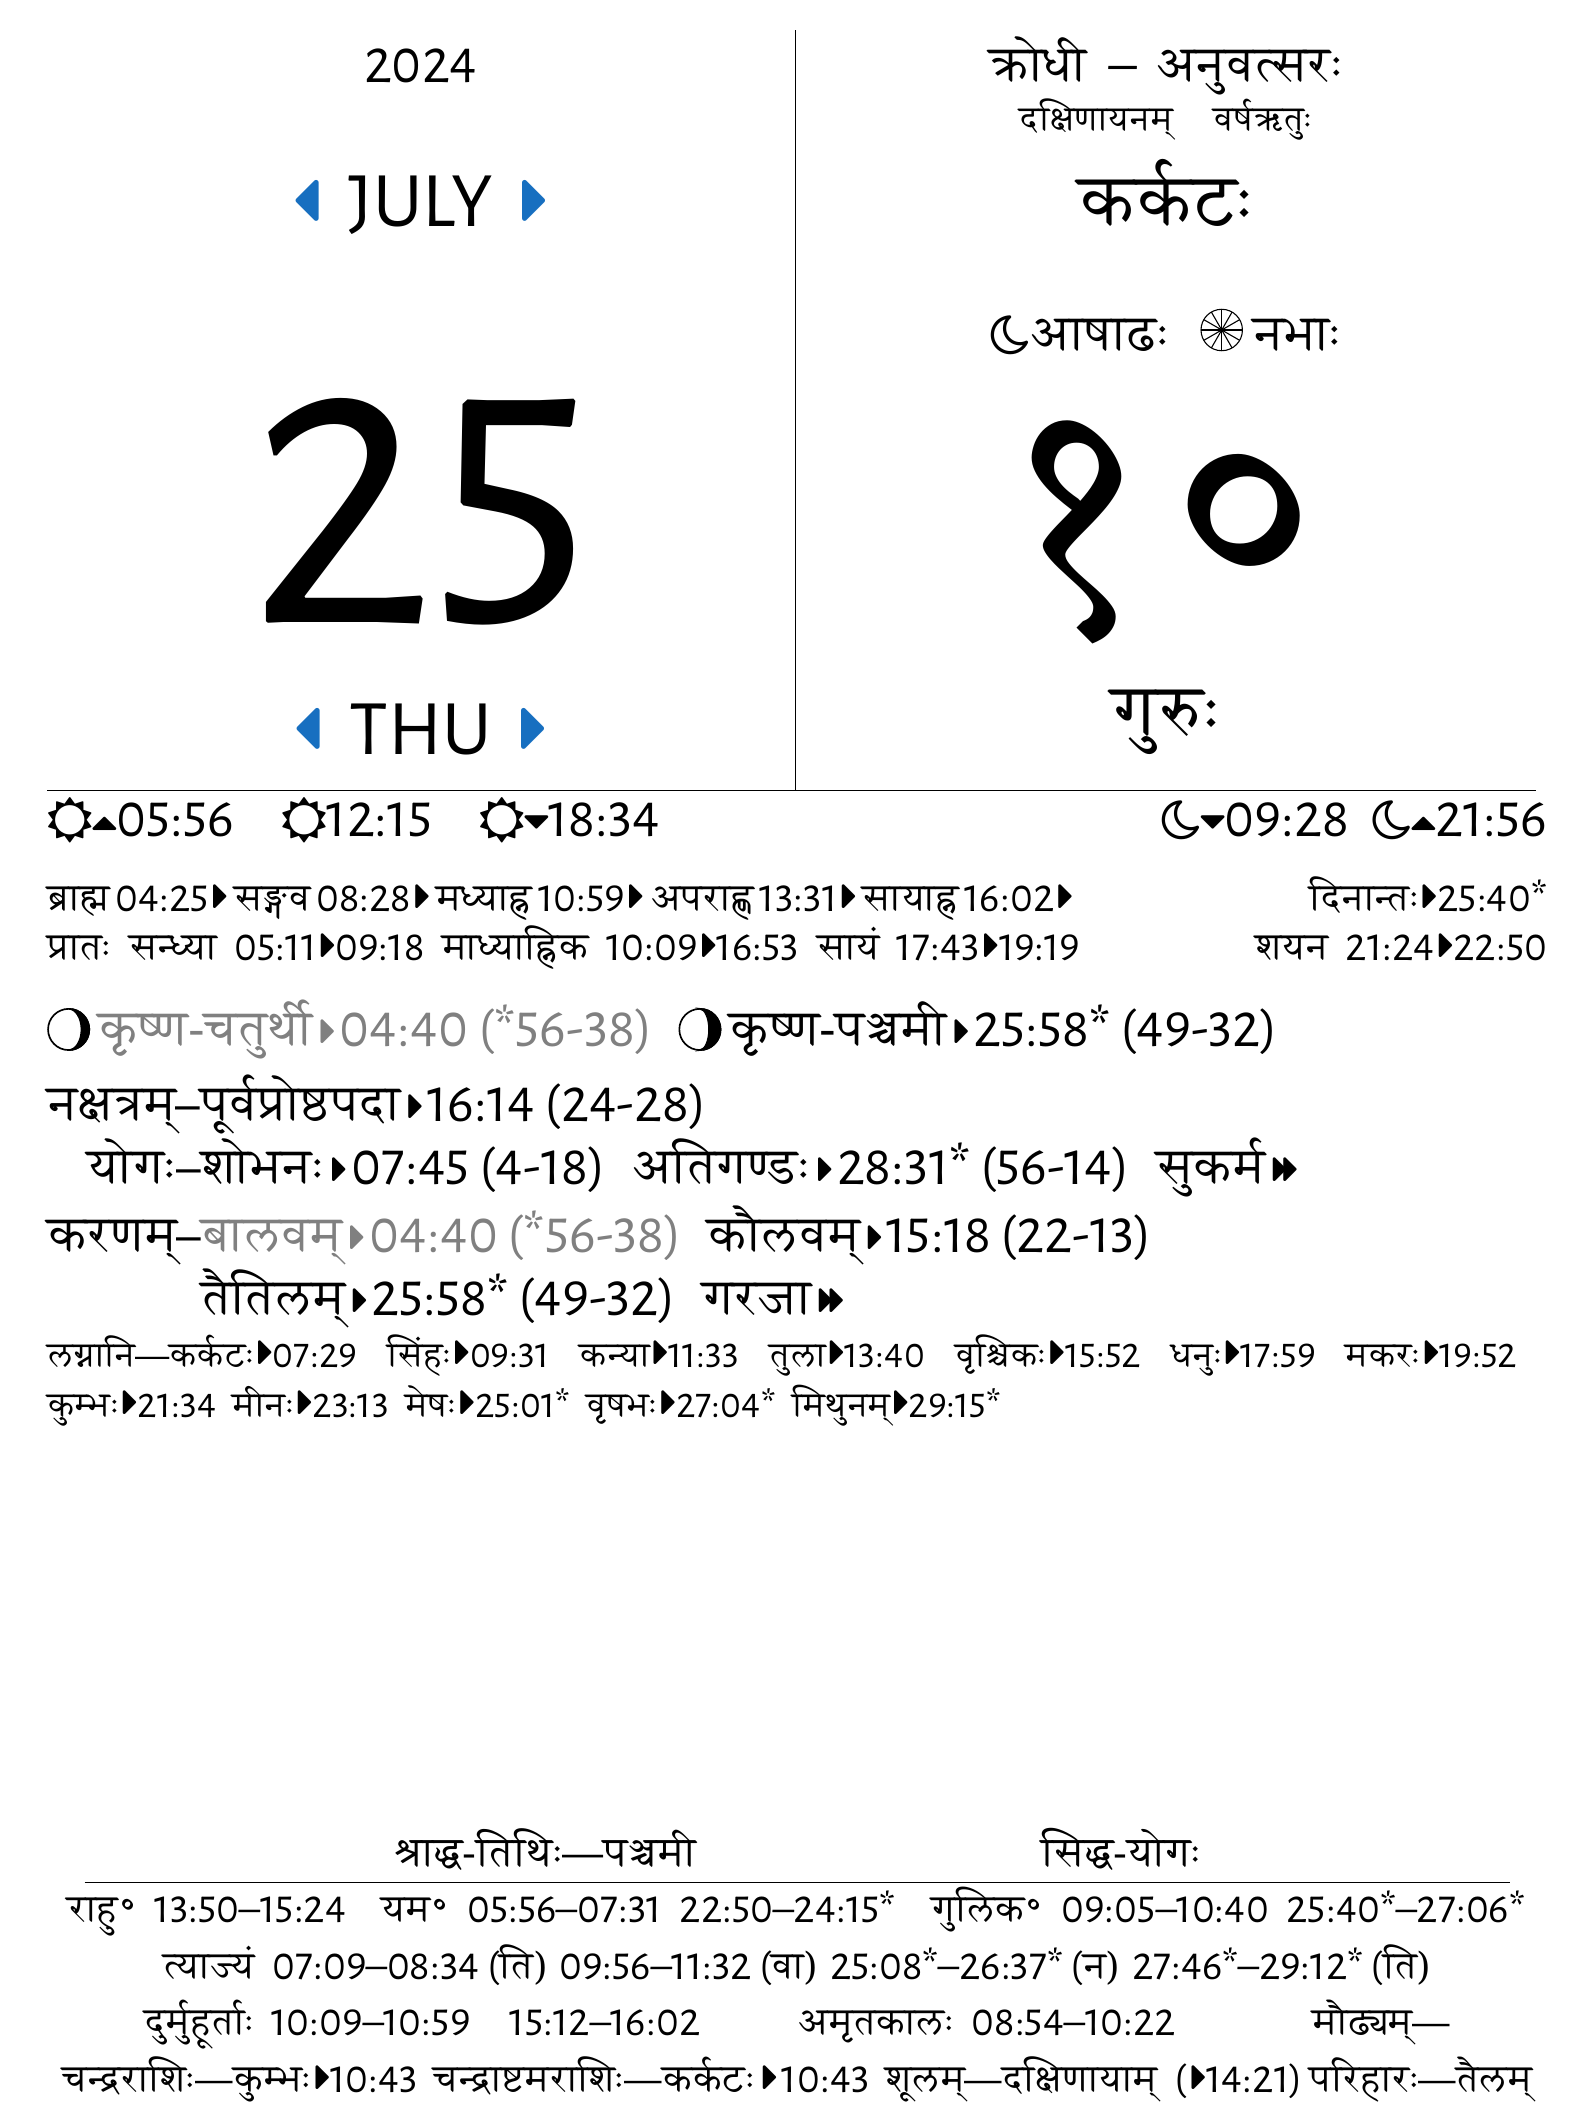 2024
JULY
25
THU
क्रोधी – अनुवत्सरः
दक्षिणायनम् वर्षऋतुः
कर्कटः
आषाढः नभाः
१०
गुरुः
05:56 12:15 18:34 09:28 21:56
ब्राह्म 04:25 सङ्गव 08:28 मध्याह्न 10:59 अपराह्ण 13:31 सायाह्न 16:02 दिनान्तः 25:40*
प्रातः सन्ध्या 05:11 09:18 माध्याह्निक 10:09 16:53 सायं 17:43 19:19 शयन 21:24 22:50
कृष्ण-चतुर्थी 04:40 (*56-38) कृष्ण-पञ्चमी 25:58* (49-32)
नक्षत्रम्–पूर्वप्रोष्ठपदा 16:14 (24-28)
योगः–शोभनः 07:45 (4-18) अतिगण्डः 28:31* (56-14) सुकर्म
करणम्–बालवम् 04:40 (*56-38) कौलवम् 15:18 (22-13)
तैतिलम् 25:58* (49-32) गरजा
लग्नानि—कर्कटः 07:29 सिंहः 09:31 कन्या 11:33 तुला 13:40 वृश्चिकः 15:52 धनुः 17:59 मकरः 19:52
कुम्भः 21:34 मीनः 23:13 मेषः 25:01* वृषभः 27:04* मिथुनम् 29:15*
श्राद्ध-तिथिः—पञ्चमी सिद्ध-योगः
राहु॰ 13:50–15:24 यम॰ 05:56–07:31 22:50–24:15* गुलिक॰ 09:05–10:40 25:40*–27:06*
त्याज्यं 07:09–08:34 (ति) 09:56–11:32 (वा) 25:08*–26:37* (न) 27:46*–29:12* (ति)
दुर्मुहूर्ताः 10:09–10:59 15:12–16:02 अमृतकालः 08:54–10:22 मौढ्यम्—
चन्द्रराशिः—कुम्भः 10:43 चन्द्राष्टमराशिः—कर्कटः 10:43 शूलम्—दक्षिणायाम् (14:21) परिहारः—तैलम्